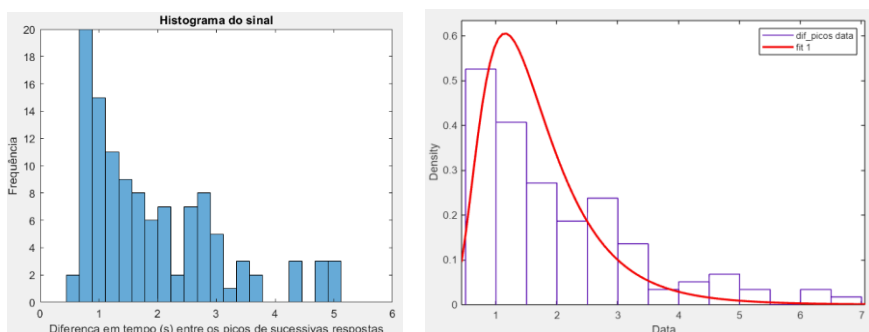 Histograma do sinal
20
18
16
14
12
10
8
6
4
2
0
Frequência
0 1 2 3 4 5 6
Diferença em tempo (s) entre os picos de sucessivas respostas
dif_picos data
fit 1
0.6
0.5
0.4
0.3
0.2
0.1
0
Density
1 2 3 4 5 6 7
Data